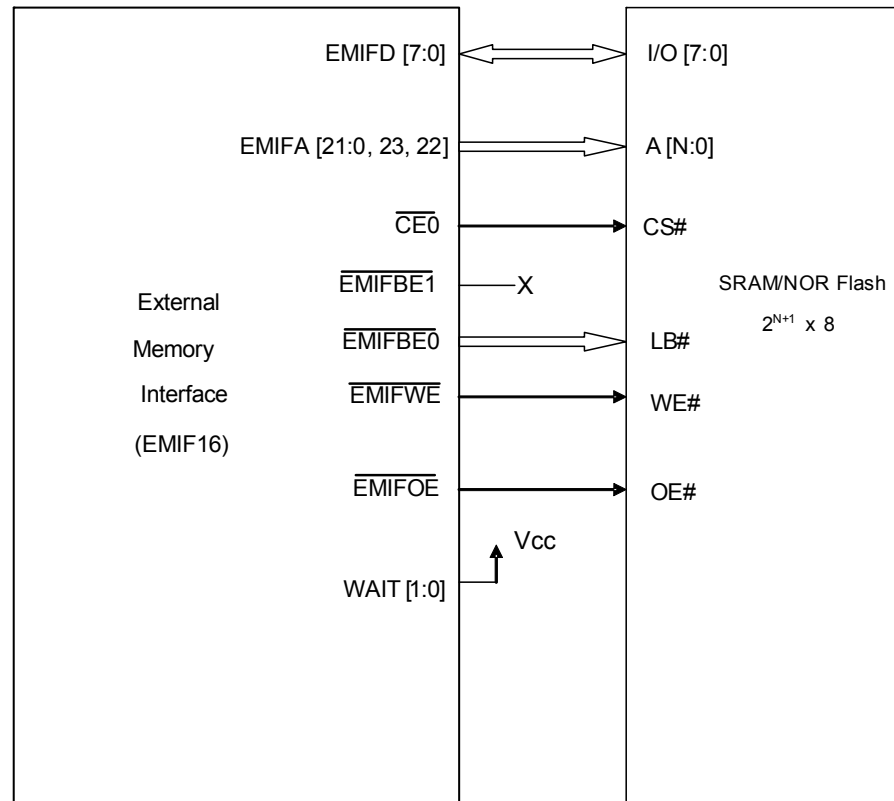 EMIFD [7:0]
I/O [7:0]
EMIFA [21:0, 23, 22]
A [N:0]
CE0
CS#
EMIFBE1
X
External
Memory
Interface
(EMIF16)
SRAM/NOR Flash
2^{N+1} x 8
EMIFBE0
LB#
EMIFWE
WE#
EMIFOE
OE#
Vcc
WAIT [1:0]